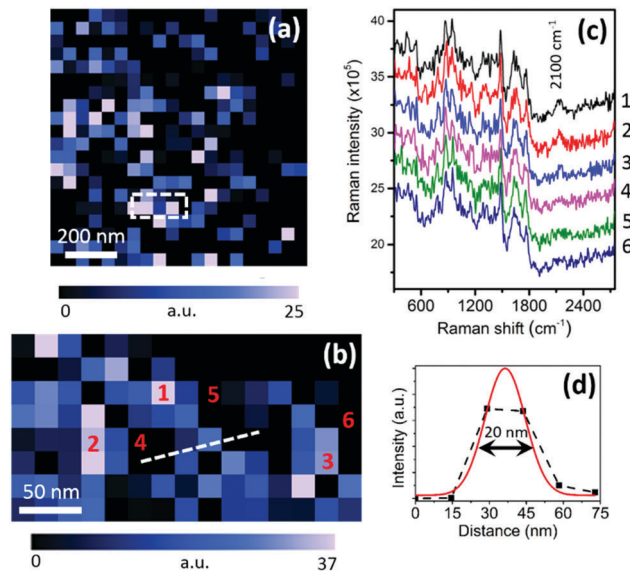 (a)
200 nm
0 a.u. 25
(b)
1
5
6
2
4
3
50 nm
0 a.u. 37
(c)
2100 cm⁻¹
Raman intensity (x10⁵)
40
35
30
25
20
1
2
3
4
5
6
600 1200 1800 2400
Raman shift (cm⁻¹)
(d)
Intensity (a.u.)
20 nm
0 15 30 45 60 75
Distance (nm)